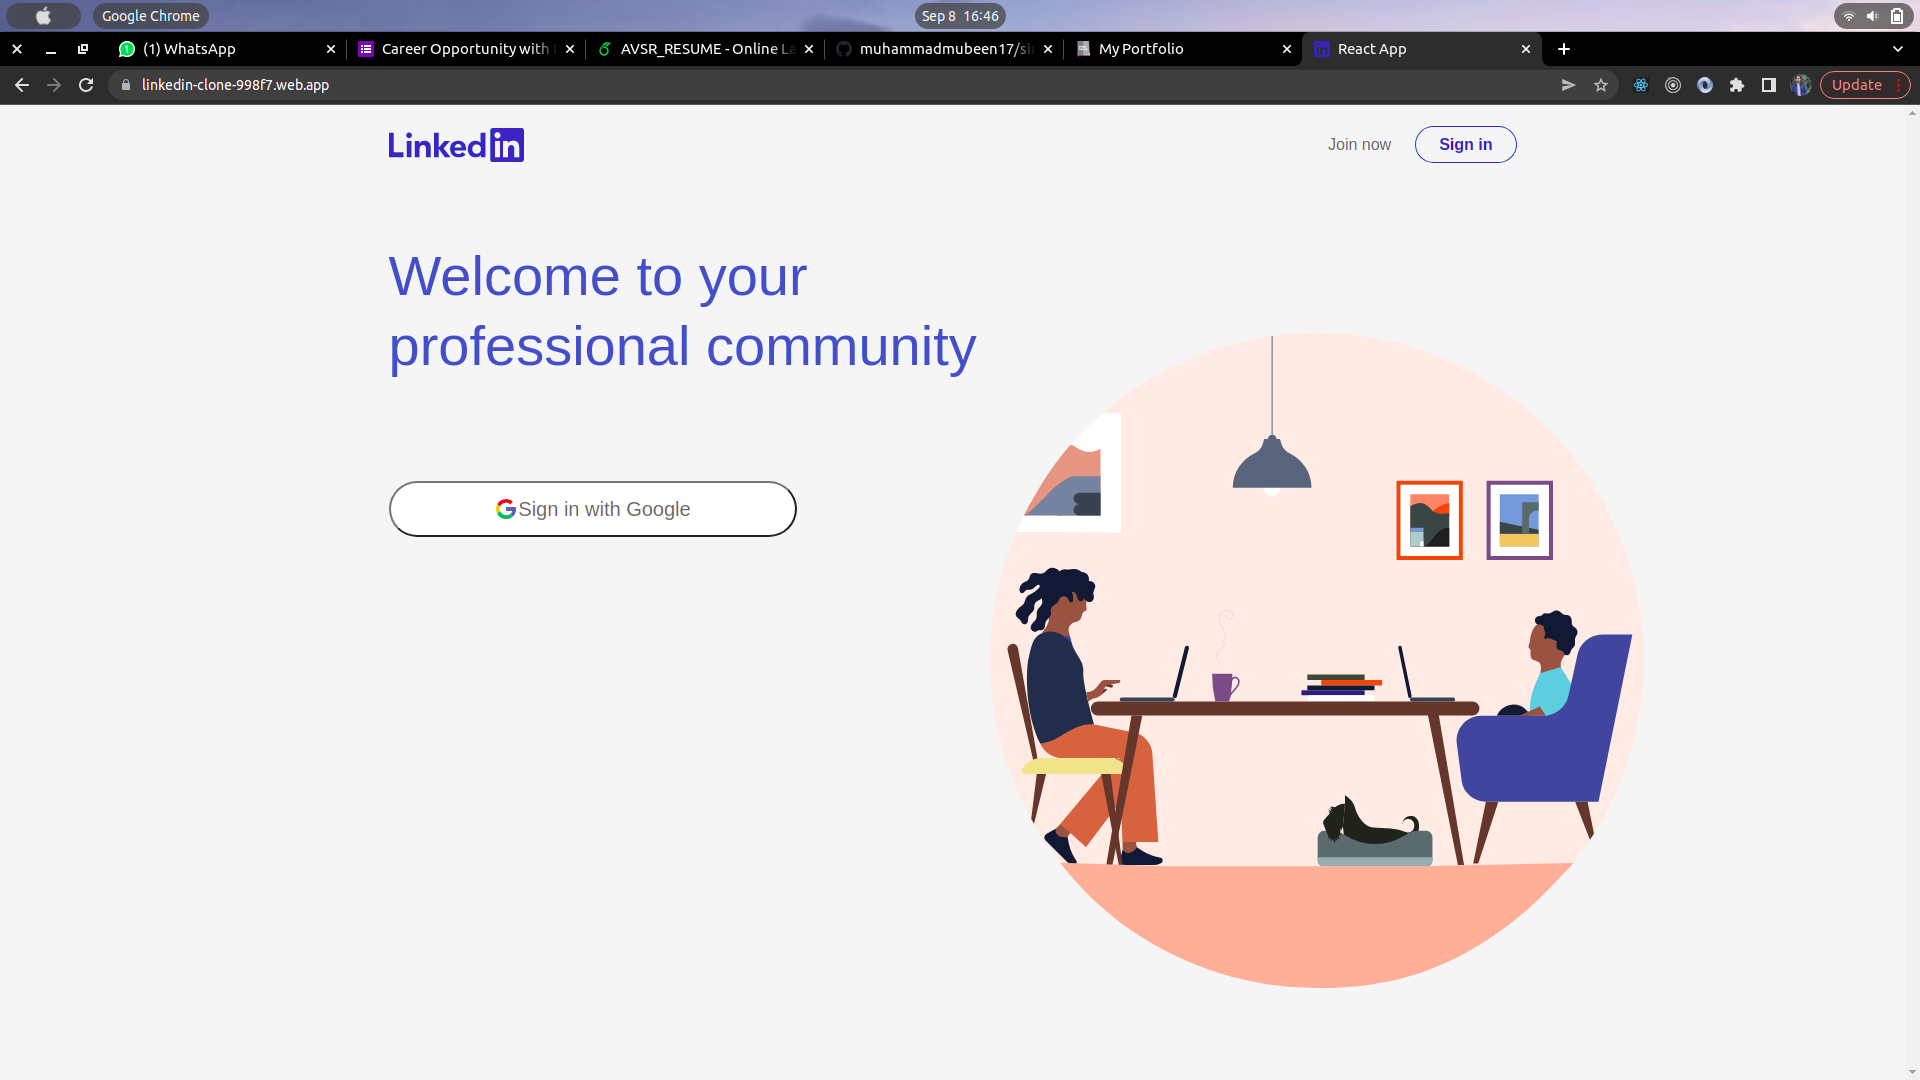 Google Chrome
Sep 8 16:46
(1) WhatsApp
Career Opportunity with
AVSR_RESUME - Online La
muhammadmubeen17/si
My Portfolio
React App
linkedin-clone-998f7.web.app
Update
Linkedin
Join now
Sign in
Welcome to your
professional community
Sign in with Google